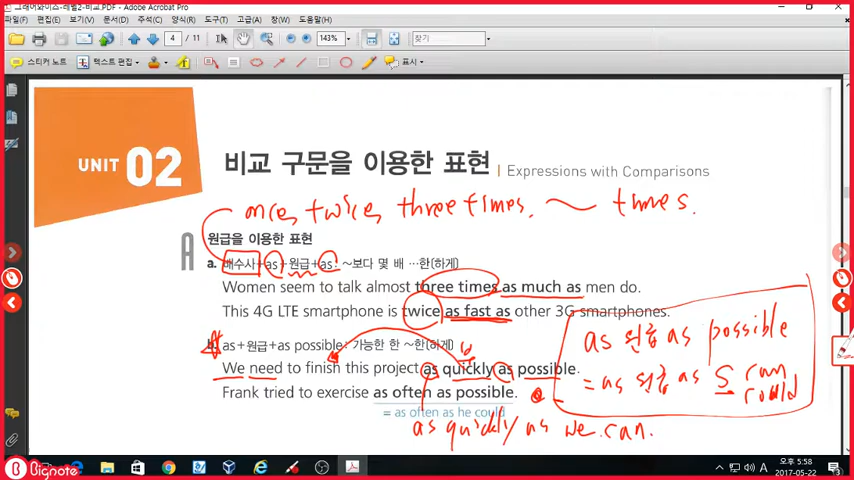 그래머와이즈-레벨2-비교.PDF - Adobe Acrobat Pro
파일(F) 편집(E) 보기(V) 문서(D) 주석(C) 양식(R) 도구(T) 고급(A) 창(W) 도움말(H)
4 / 11 143% 찾기
스티커 노트 텍스트 편집 표시
UNIT 02 비교 구문을 이용한 표현 Expressions with Comparisons
once, twice, three times. ~ times.
A 원급을 이용한 표현
a. 배수사+as+원급+as: ~보다 몇 배 …한[하게]
Women seem to talk almost three times as much as men do.
This 4G LTE smartphone is twice as fast as other 3G smartphones.
as 원급 as possible
= as 원급 as S can
could
b. as+원급+as possible: 가능한 한 ~한[하게]
We need to finish this project as quickly as possible.
Frank tried to exercise as often as possible.
= as often as he could
as quickly as we can.
Bignote
A 오후 5:58
2017-05-22